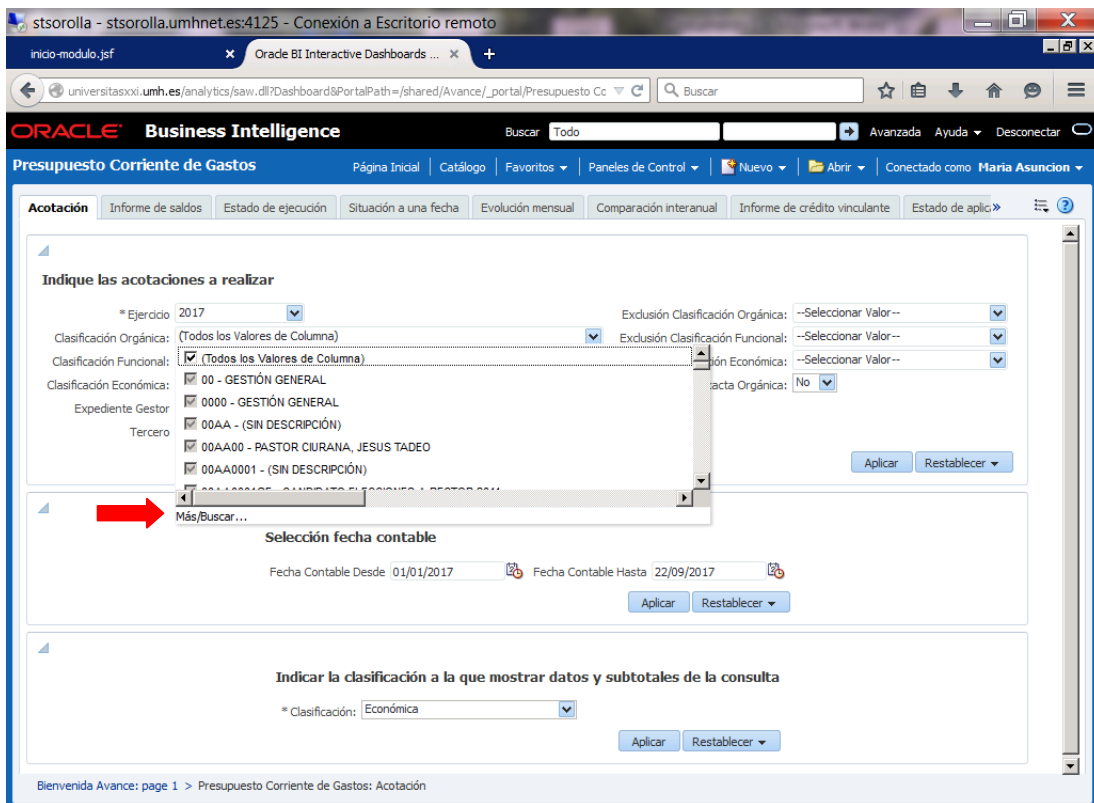 stsorolla - stsorolla.umhnet.es:4125 - Conexión a Escritorio remoto
inicio-modulo.jsf × Oracle BI Interactive Dashboards ... × +
universitasxxi.umh.es/analytics/saw.dll?Dashboard&PortalPath=/shared/Avance/_portal/Presupuesto Cc Buscar
ORACLE Business Intelligence Buscar Todo Avanzada Ayuda Desconectar
Presupuesto Corriente de Gastos Página Inicial Catálogo Favoritos Paneles de Control Nuevo Abrir Conectado como Maria Asuncion
Acotación Informe de saldos Estado de ejecución Situación a una fecha Evolución mensual Comparación interanual Informe de crédito vinculante Estado de aplic»
Indique las acotaciones a realizar
* Ejercicio 2017 Exclusión Clasificación Orgánica: --Seleccionar Valor--
Clasificación Orgánica: (Todos los Valores de Columna) Exclusión Clasificación Funcional: --Seleccionar Valor--
Clasificación Funcional: (Todos los Valores de Columna) ión Económica: --Seleccionar Valor--
Clasificación Económica: 00 - GESTIÓN GENERAL acta Orgánica: No
Expediente Gestor 0000 - GESTIÓN GENERAL
Tercero 00AA - (SIN DESCRIPCIÓN)
00AA00 - PASTOR CIURANA, JESUS TADEO
00AA0001 - (SIN DESCRIPCIÓN)
Aplicar Restablecer
Más/Buscar...
Selección fecha contable
Fecha Contable Desde 01/01/2017 Fecha Contable Hasta 22/09/2017
Aplicar Restablecer
Indicar la clasificación a la que mostrar datos y subtotales de la consulta
* Clasificación: Económica
Aplicar Restablecer
Bienvenida Avance: page 1 > Presupuesto Corriente de Gastos: Acotación